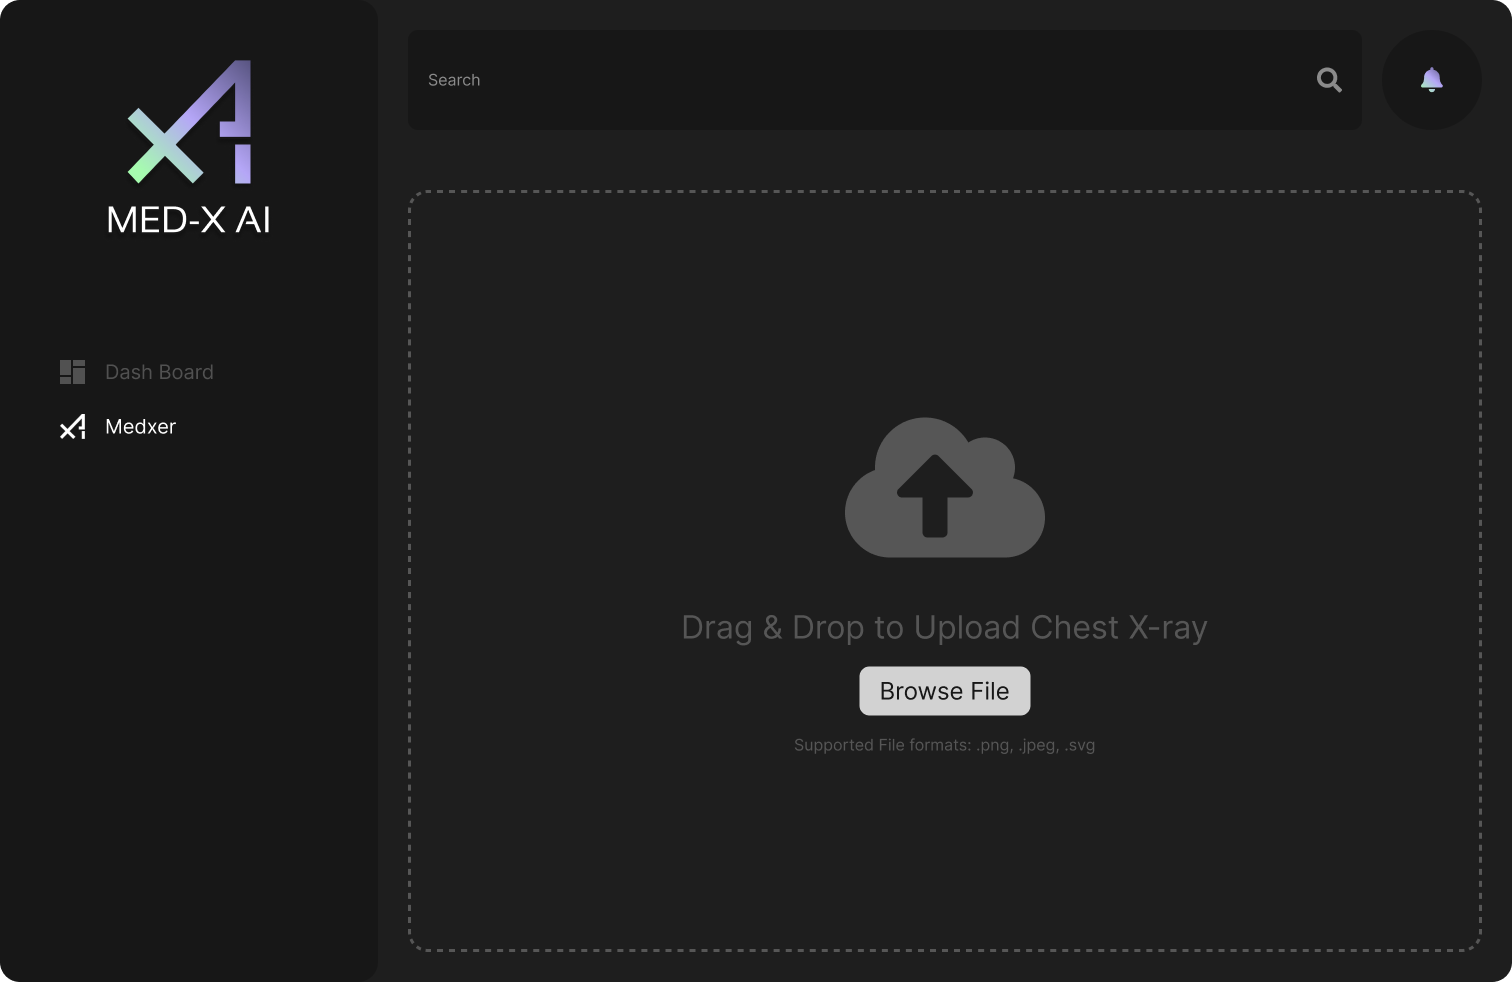 MED-X AI
Dash Board
Medxer
Search
Drag & Drop to Upload Chest X-ray
Browse File
Supported File formats: .png, .jpeg, .svg